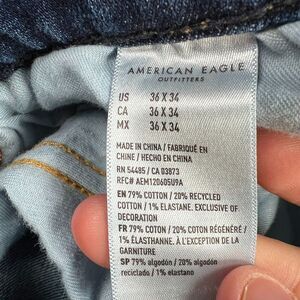 AMERICAN EAGLE
OUTFITTERS
US 36 X 34
CA 36 X 34
MX 36 X 34
MADE IN CHINA / FABRIQUÉ EN
CHINE / HECHO EN CHINA
RN 54485 / CA 03873
RFC# AEM120605U9A
EN 79% COTTON / 20% RECYCLED
COTTON / 1% ELASTANE. EXCLUSIVE OF
DECORATION
FR 79% COTON / 20% COTON RÉGÉNÉRÉ /
1% ÉLASTHANNE. À L'EXCEPTION DE LA
GARNITURE
SP 79% algodón / 20% algodón
reciclado / 1% elastano